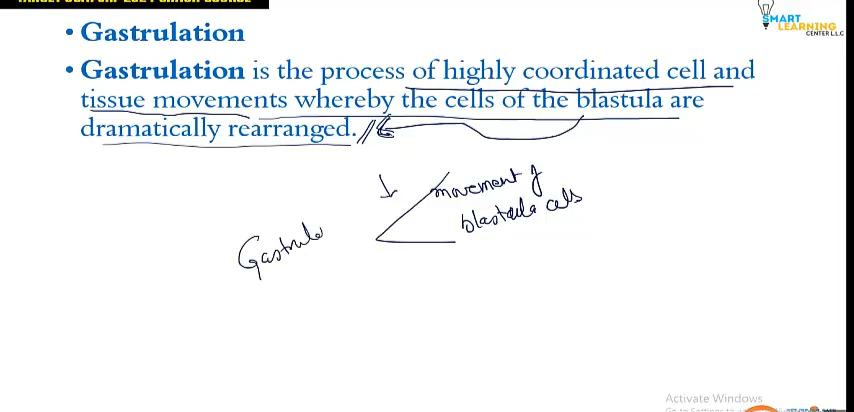 SMART
LEARNING
CENTER L.L.C
• Gastrulation
• Gastrulation is the process of highly coordinated cell and
tissue movements whereby the cells of the blastula are
dramatically rearranged.
movement of
blastula cells
Gastrula
Activate Windows